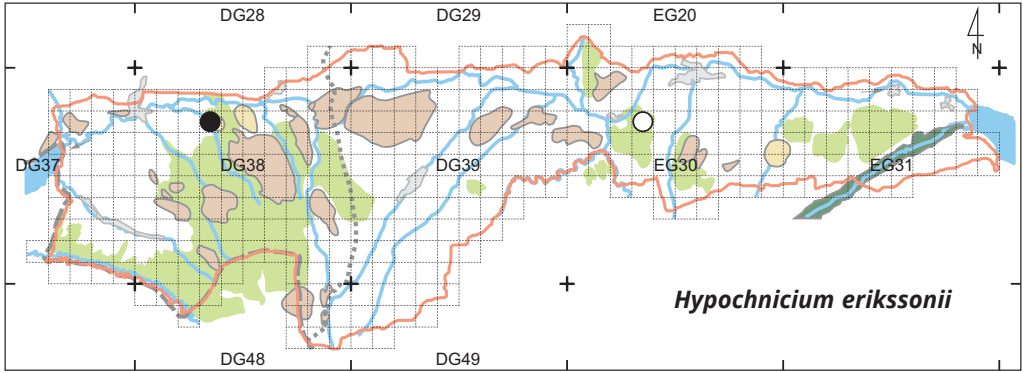 DG28 DG29 EG20
N
DG37 DG38 DG39 EG30 EG31
Hypochnicium erikssonii
DG48 DG49